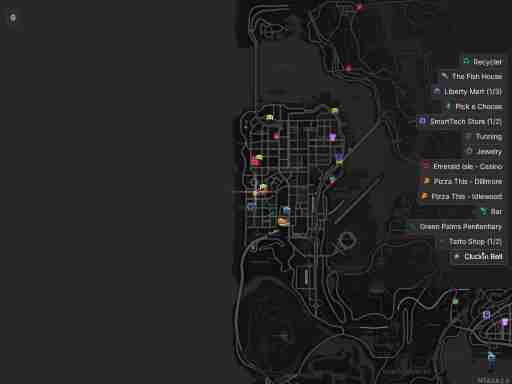 9
Recycler
The Fish House
Liberty Mart (1/3)
Pick a Choose
SmartTech Store (1/2)
Tunning
Jewelry
Emerald Isle - Casino
Pizza This - Dillimore
Pizza This - Idlewood
Bar
Green Palms Penitentiary
Tatto Shop (1/2)
Cluckin Bell